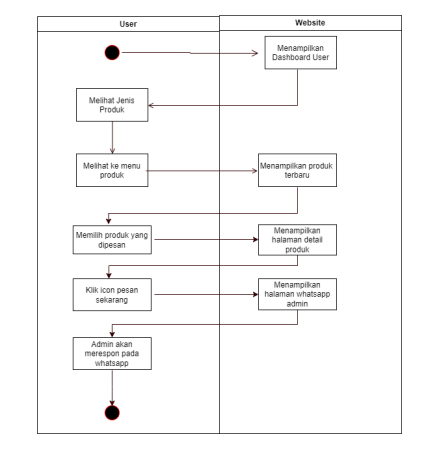 User
Website
Menampilkan
Dashboard User
Melihat Jenis
Produk
Melihat ke menu
produk
Menampilkan produk
terbaru
Memilih produk yang
dipesan
Menampilkan
halaman detail
produk
Klik icon pesan
sekarang
Menampilkan
halaman whatsapp
admin
Admin akan
merespon pada
whatsapp